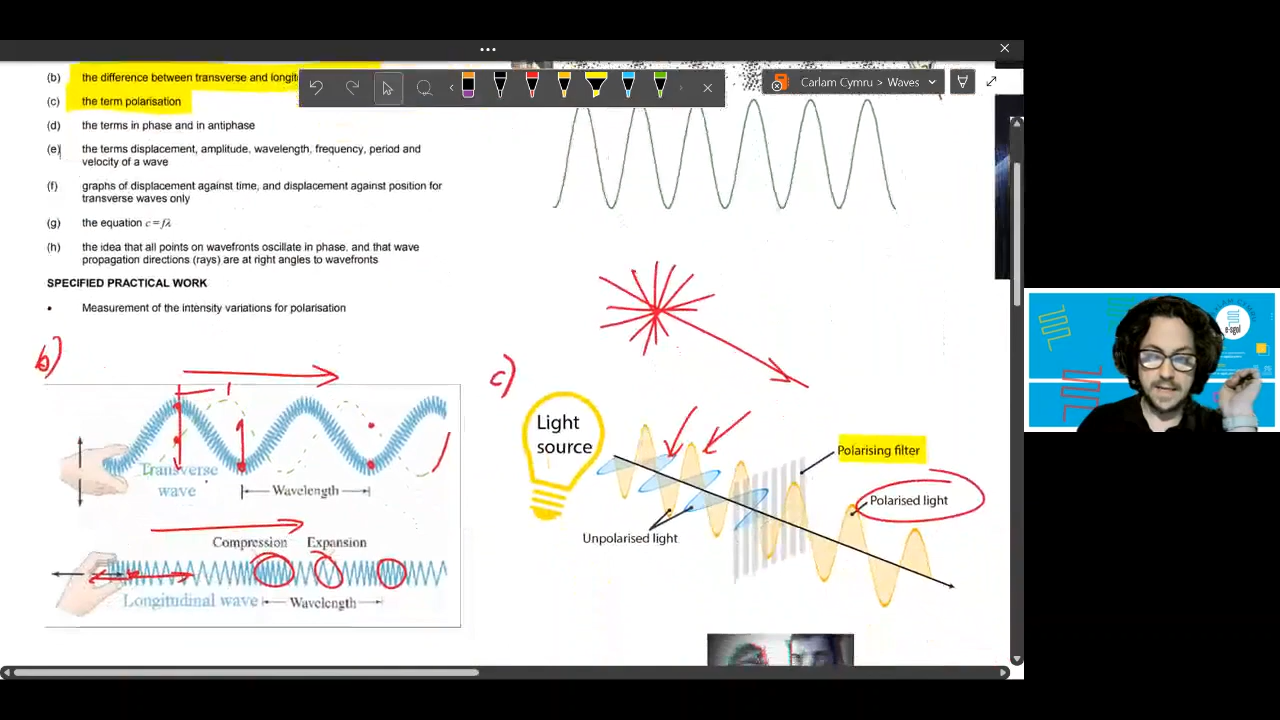 (b) the difference between transverse and longit
(c) the term polarisation
(d) the terms in phase and in antiphase
(e) the terms displacement, amplitude, wavelength, frequency, period and
velocity of a wave
(f) graphs of displacement against time, and displacement against position for
transverse waves only
(g) the equation c = fλ
(h) the idea that all points on wavefronts oscillate in phase, and that wave
propagation directions (rays) are at right angles to wavefronts
SPECIFIED PRACTICAL WORK
• Measurement of the intensity variations for polarisation
Carlam Cymru > Waves
b)
Transverse
wave
Wavelength
Compression Expansion
Longitudinal wave
Wavelength
c)
Light
source
Polarising filter
Polarised light
Unpolarised light
e-sgol